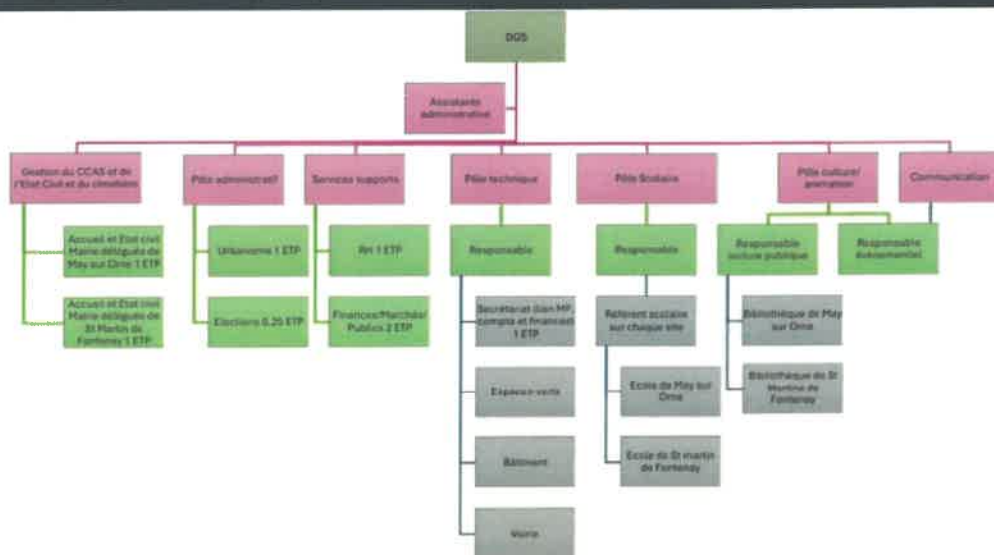 DGS
Assistante
administrative
Gestion du CCAS et de
l'Etat Civil et du cimetière
Pôle administratif
Services supports
Pôle technique
Pôle Scolaire
Pôle culture/
animation
Communication
Accueil et Etat civil
Mairie déléguée de
May sur Orne 1 ETP
Urbanisme 1 ETP
RH 1 ETP
Responsable
Responsable
Responsable
lecture publique
Responsable
évènementiel
Accueil et Etat civil
Mairie déléguée de
St Martin de
Fontenay 1 ETP
Elections 0.20 ETP
Finances/Marchés/
Publics 2 ETP
Secrétariat (lien MP,
compta et finances)
1 ETP
Référent scolaire
sur chaque site
Bibliothèque de May
sur Orne
Espaces verts
Ecole de May sur
Orne
Bibliothèque de St
Martin de
Fontenay
Bâtiment
Ecole de St martin
de Fontenay
Voirie